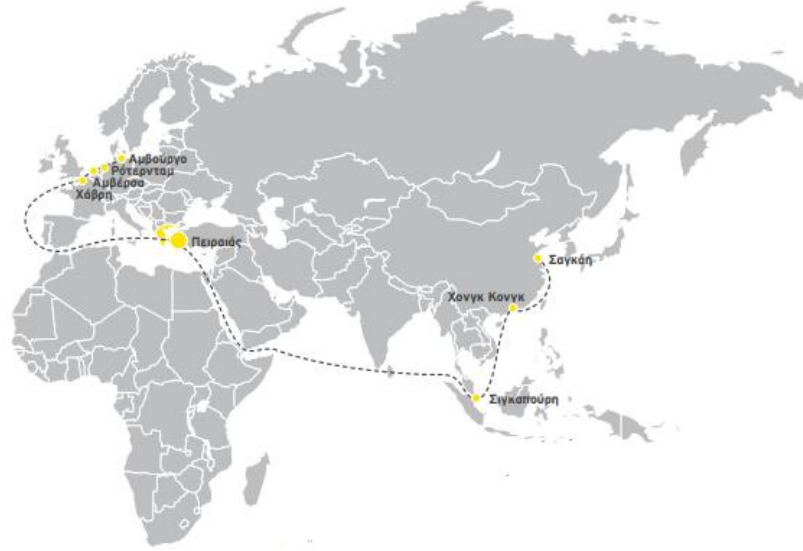 Αμβούργο
Ρότερνταμ
Αμβέρσα
Χάβρη
Πειραιάς
Σαγκάη
Χονγκ Κονγκ
Σιγκαπούρη